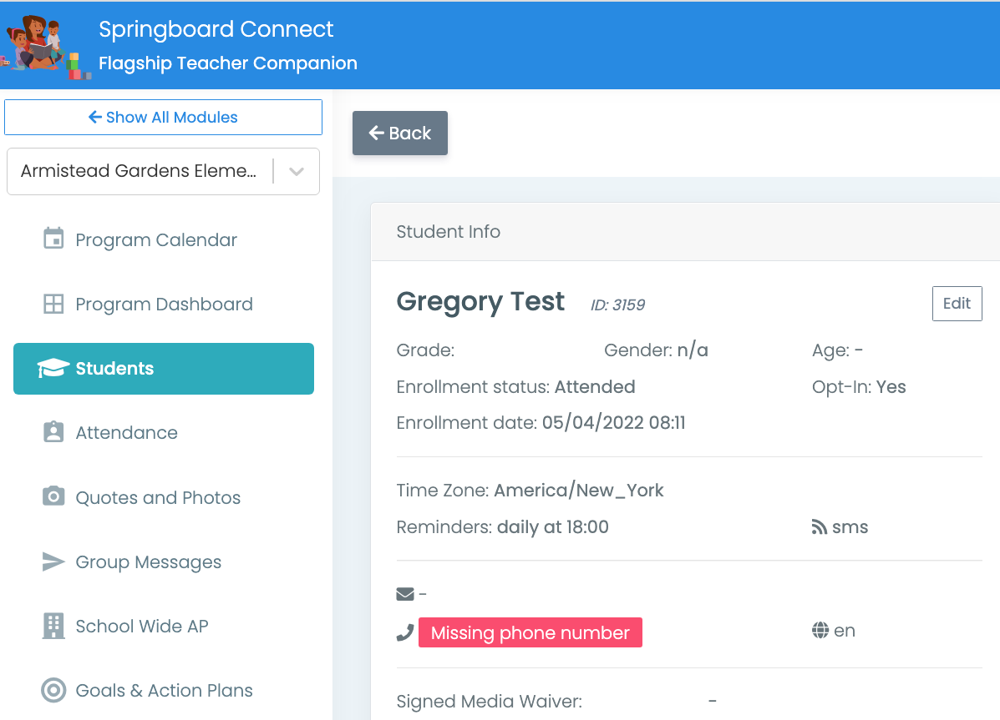 Springboard Connect
Flagship Teacher Companion
Show All Modules
Back
Armistead Gardens Eleme...
Program Calendar
Program Dashboard
Students
Attendance
Quotes and Photos
Group Messages
School Wide AP
Goals & Action Plans
Student Info
Gregory Test ID: 3159 Edit
Grade: Gender: n/a Age: -
Enrollment status: Attended Opt-In: Yes
Enrollment date: 05/04/2022 08:11
Time Zone: America/New_York
Reminders: daily at 18:00 sms
-
Missing phone number en
Signed Media Waiver: -